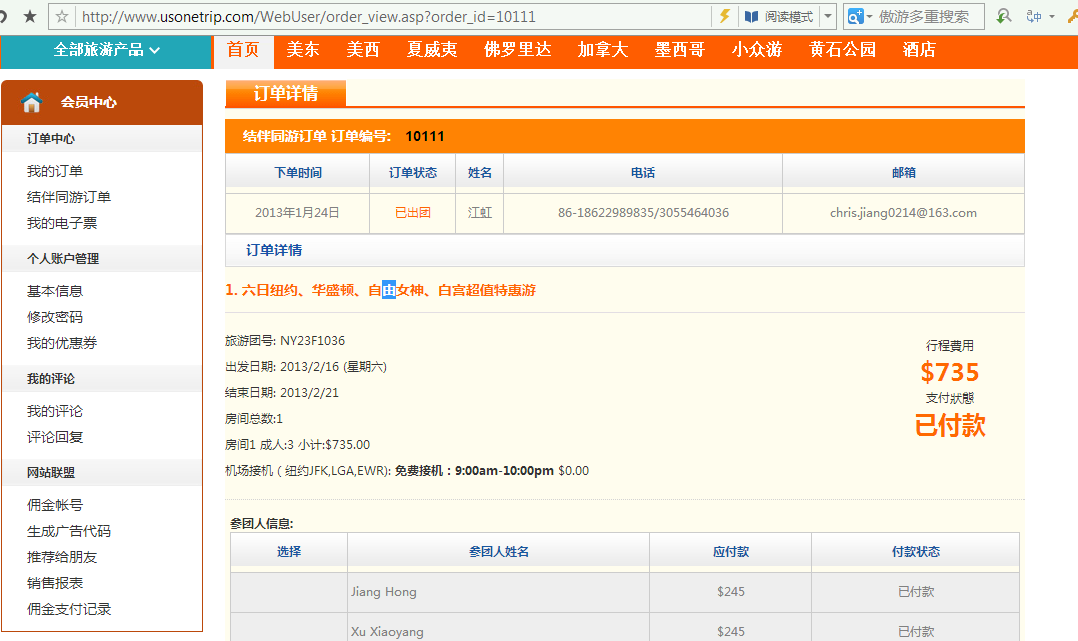 http://www.usonetrip.com/WebUser/order_view.asp?order_id=10111 阅读模式 傲游多重搜索
全部旅游产品 首页 美东 美西 夏威夷 佛罗里达 加拿大 墨西哥 小众游 黄石公园 酒店
会员中心
订单中心
我的订单
结伴同游订单
我的电子票
个人账户管理
基本信息
修改密码
我的优惠券
我的评论
我的评论
评论回复
网站联盟
佣金帐号
生成广告代码
推荐给朋友
销售报表
佣金支付记录
订单详情
结伴同游订单 订单编号: 10111
下单时间 订单状态 姓名 电话 邮箱
2013年1月24日 已出团 江虹 86-18622989835/3055464036 chris.jiang0214@163.com
订单详情
1. 六日纽约、华盛顿、自由女神、白宫超值特惠游
旅游团号: NY23F1036
出发日期: 2013/2/16 (星期六)
结束日期: 2013/2/21
房间总数:1
房间1 成人:3 小计:$735.00
机场接机 ( 纽约JFK,LGA,EWR): 免费接机：9:00am-10:00pm $0.00
行程費用
$735
支付狀態
已付款
参团人信息:
选择 参团人姓名 应付款 付款状态
Jiang Hong $245 已付款
Xu Xiaoyang $245 已付款